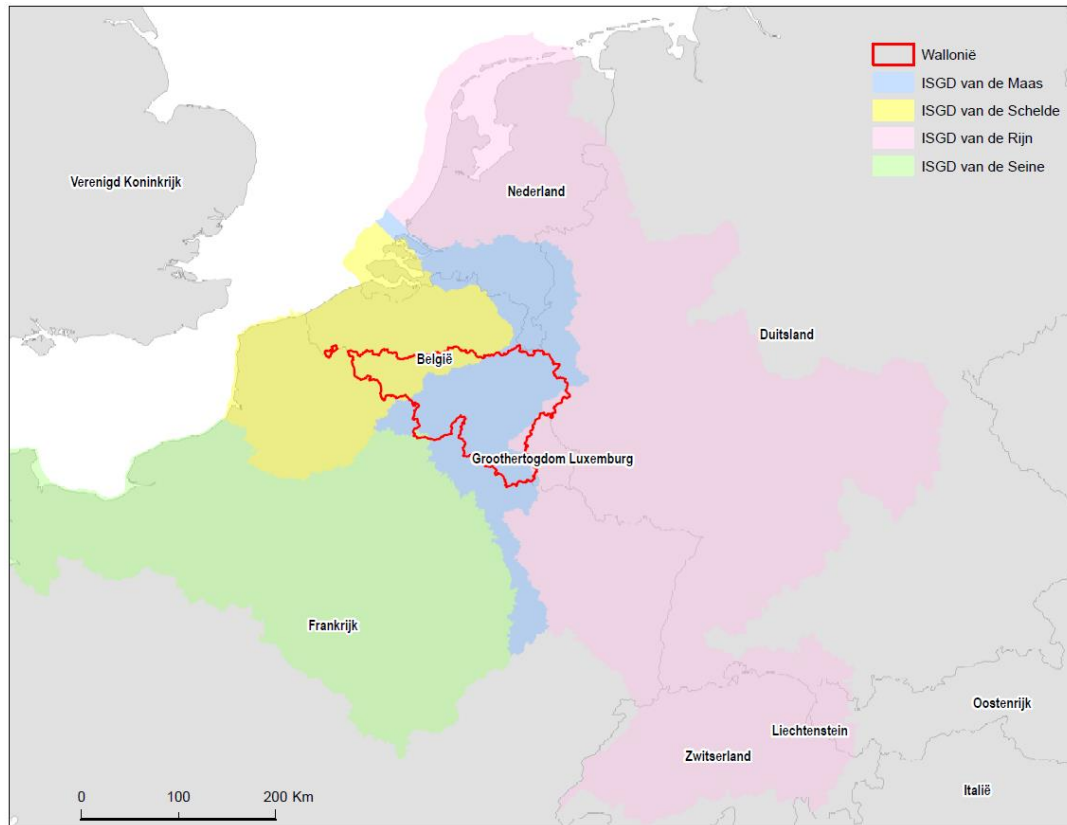 Wallonië
ISGD van de Maas
ISGD van de Schelde
ISGD van de Rijn
ISGD van de Seine
Verenigd Koninkrijk
Nederland
Duitsland
België
Groothertogdom Luxemburg
Frankrijk
Oostenrijk
Liechtenstein
Zwitserland
Italië
0 100 200 Km